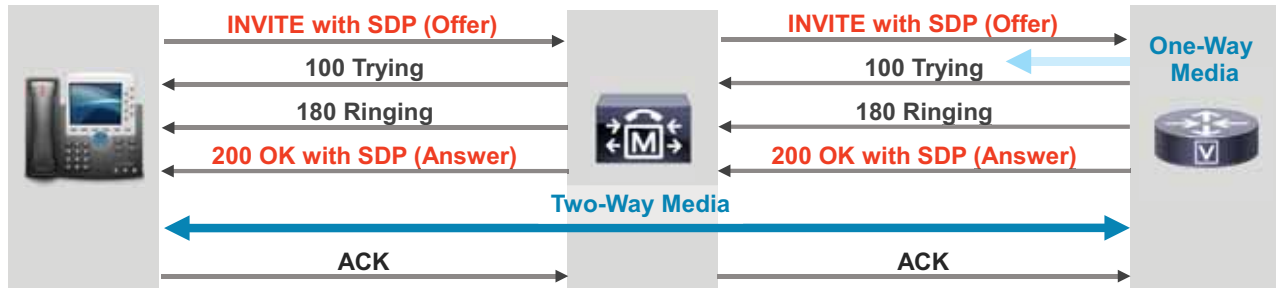 INVITE with SDP (Offer)
INVITE with SDP (Offer)
One-Way
Media
100 Trying
100 Trying
180 Ringing
180 Ringing
M
V
200 OK with SDP (Answer)
200 OK with SDP (Answer)
Two-Way Media
ACK
ACK